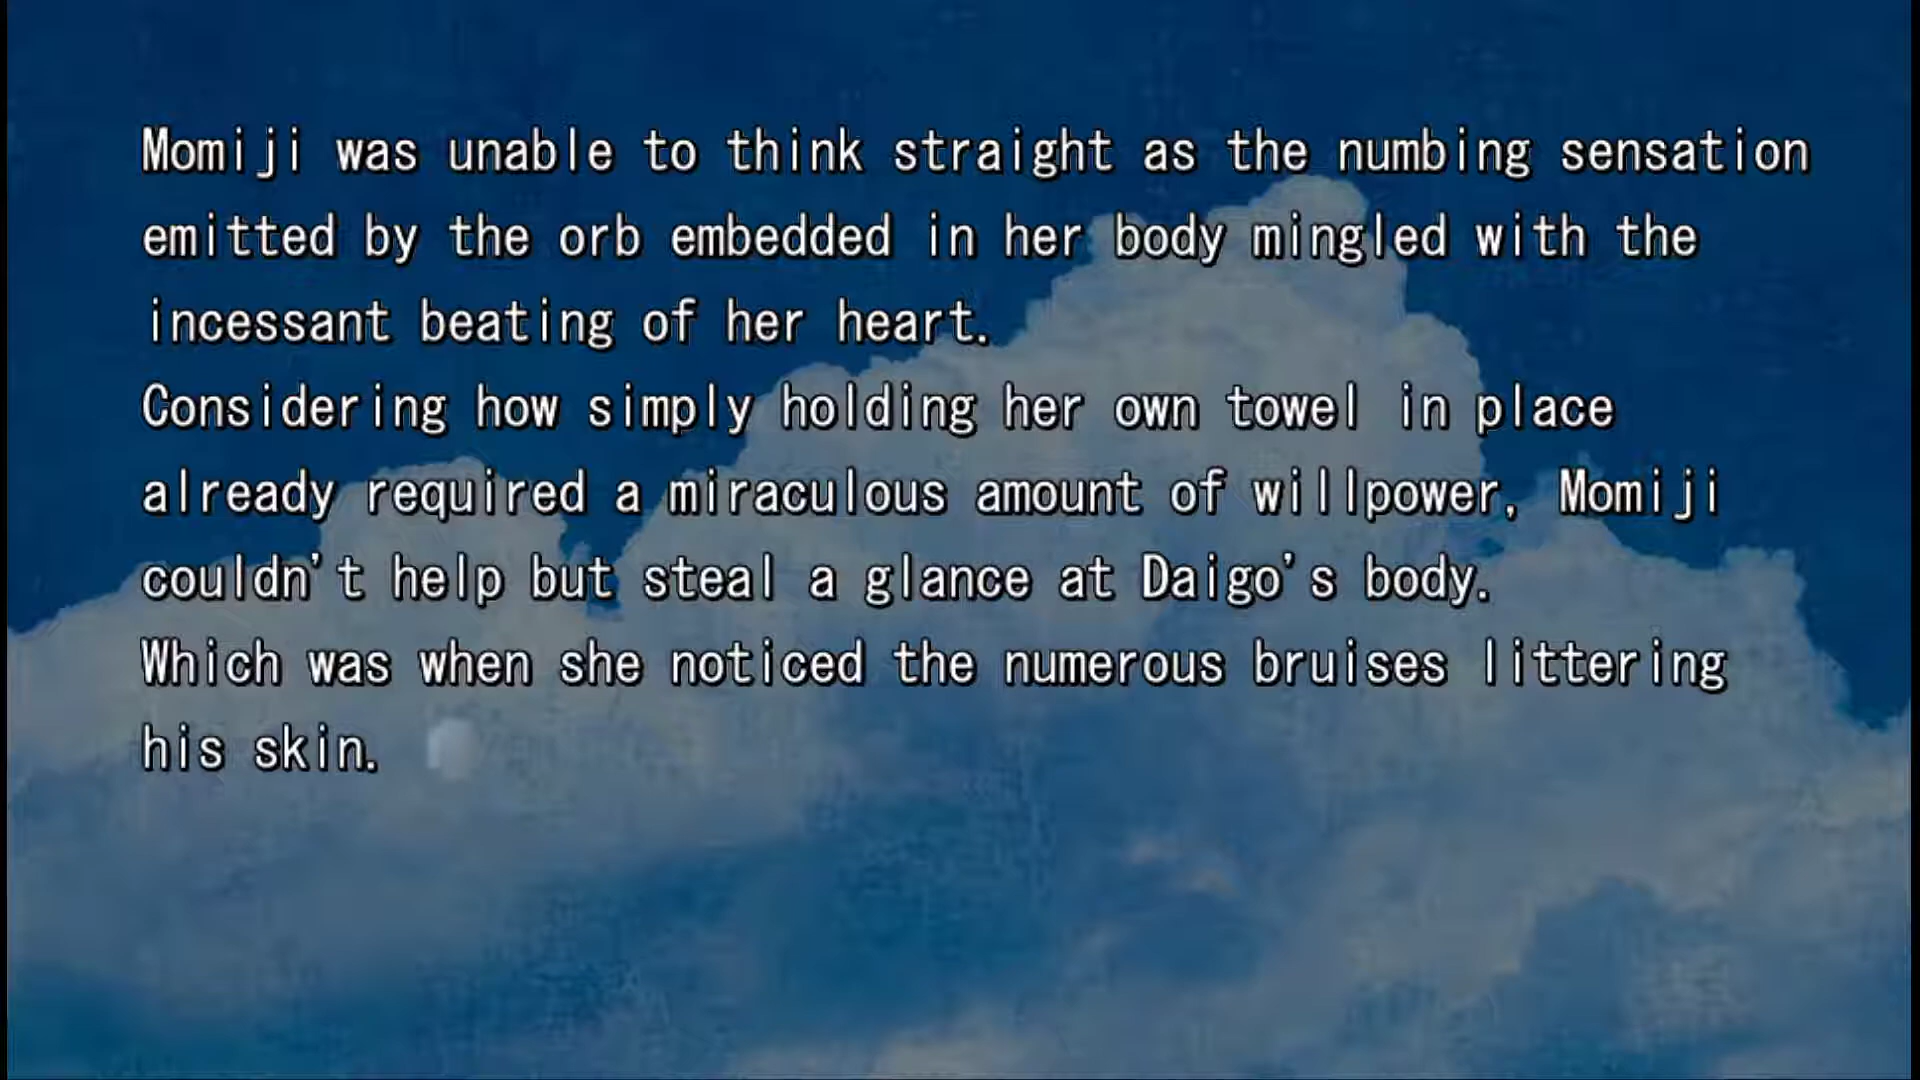 Momiji was unable to think straight as the numbing sensation
emitted by the orb embedded in her body mingled with the
incessant beating of her heart.
Considering how simply holding her own towel in place
already required a miraculous amount of willpower, Momiji
couldn't help but steal a glance at Daigo's body.
Which was when she noticed the numerous bruises littering
his skin.